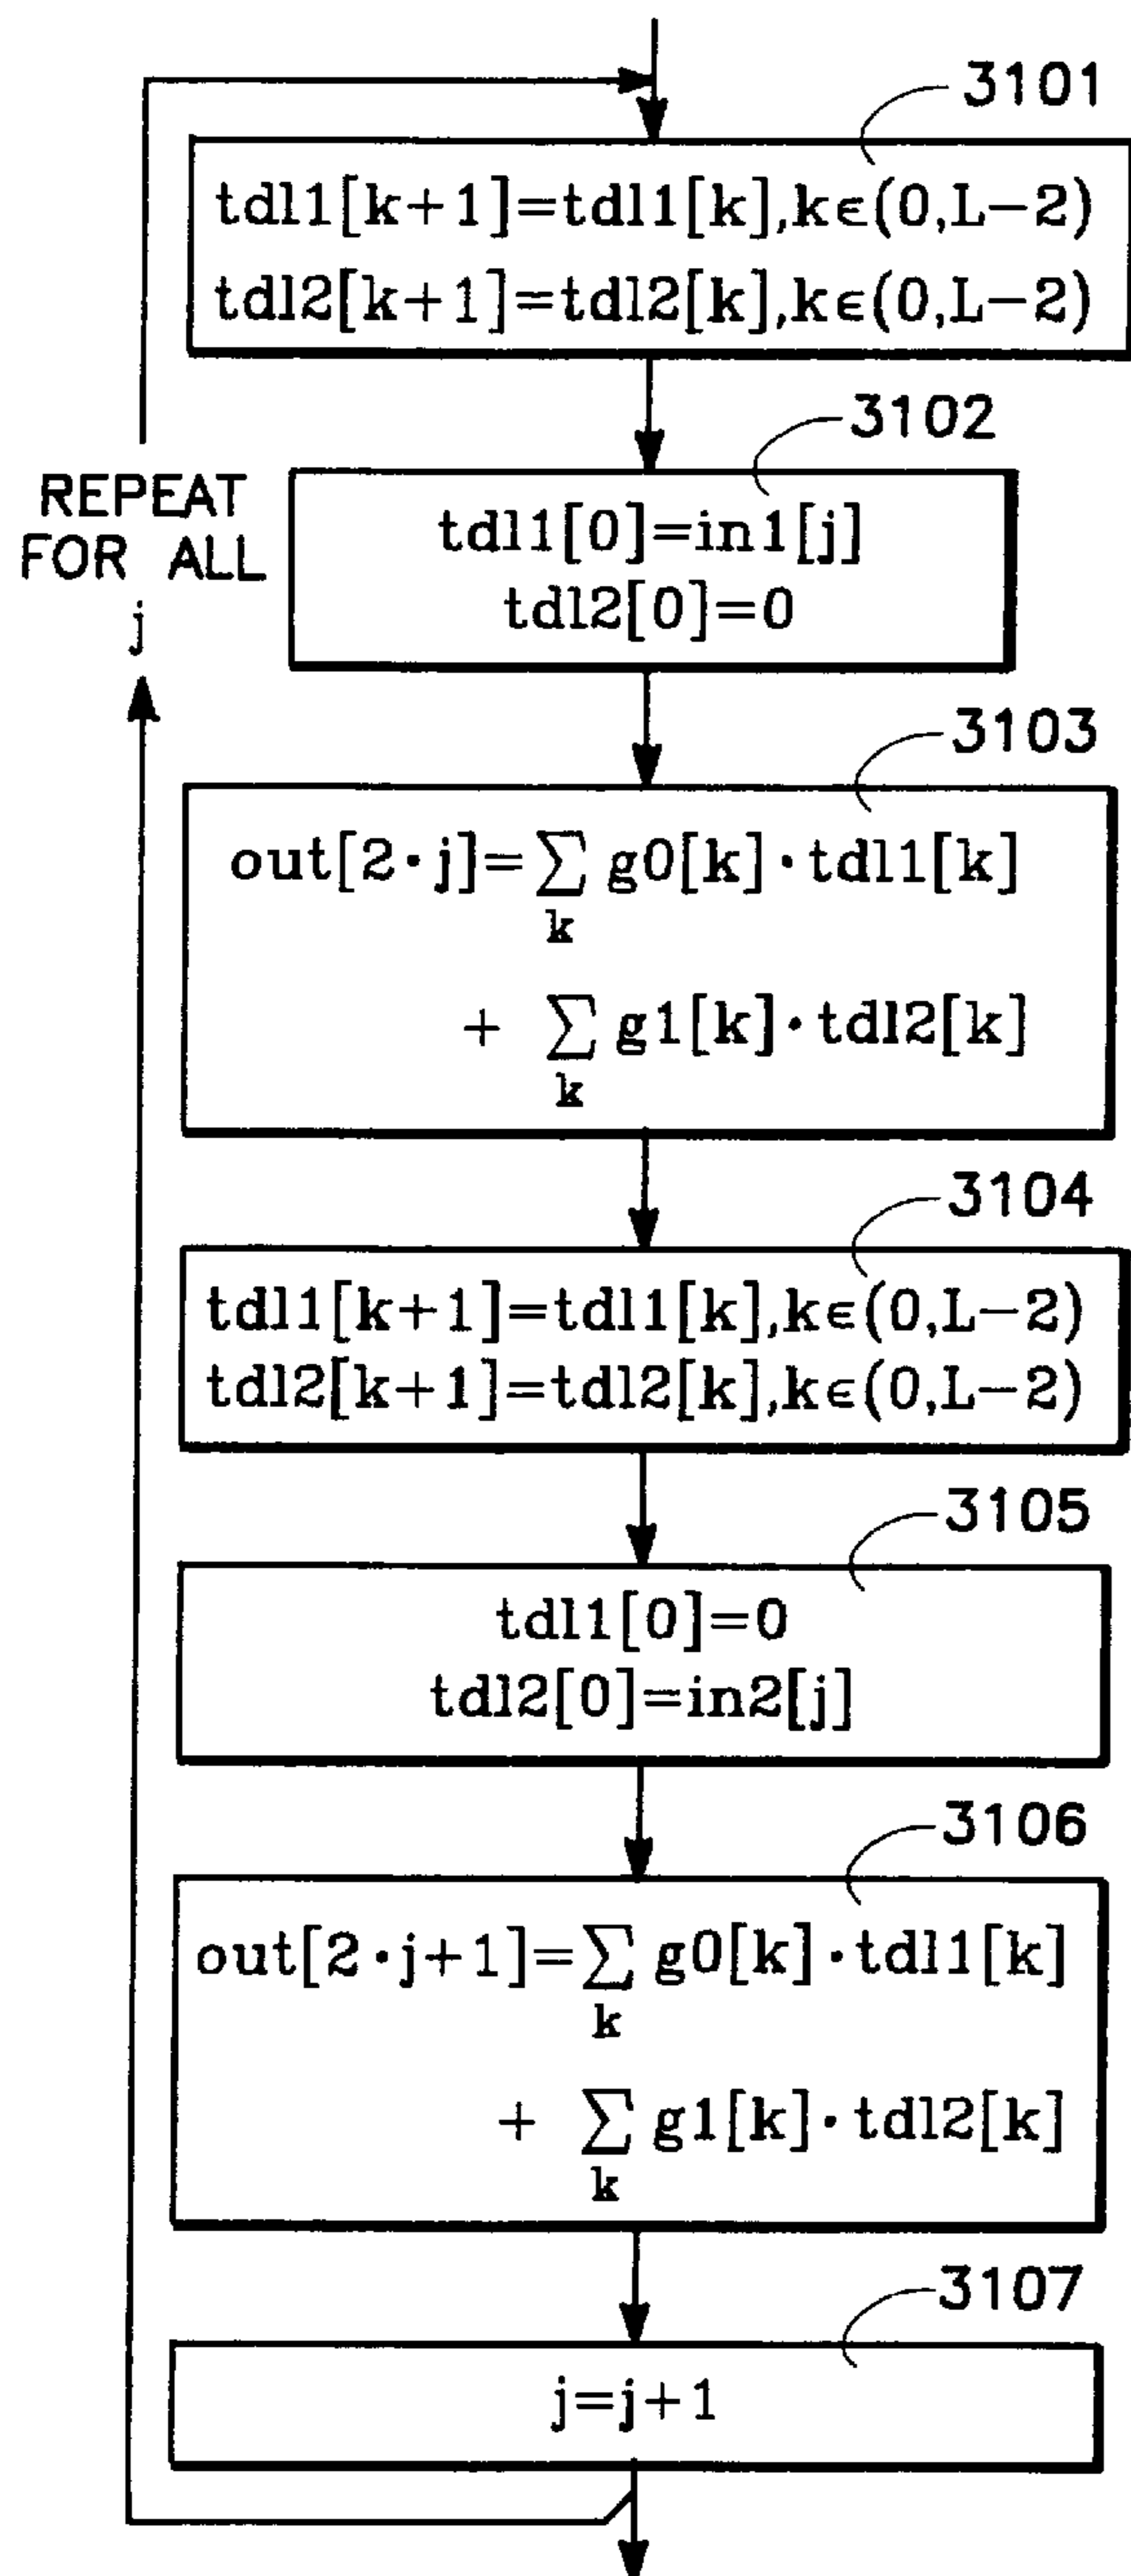 3101
tdl1[k+1]=tdl1[k],k∈(0,L-2)
tdl2[k+1]=tdl2[k],k∈(0,L-2)
3102
REPEAT
FOR ALL
j
tdl1[0]=in1[j]
tdl2[0]=0
3103
out[2·j]=∑ g0[k]·tdl1[k]
k
+ ∑ g1[k]·tdl2[k]
k
3104
tdl1[k+1]=tdl1[k],k∈(0,L-2)
tdl2[k+1]=tdl2[k],k∈(0,L-2)
3105
tdl1[0]=0
tdl2[0]=in2[j]
3106
out[2·j+1]=∑ g0[k]·tdl1[k]
k
+ ∑ g1[k]·tdl2[k]
k
3107
j=j+1